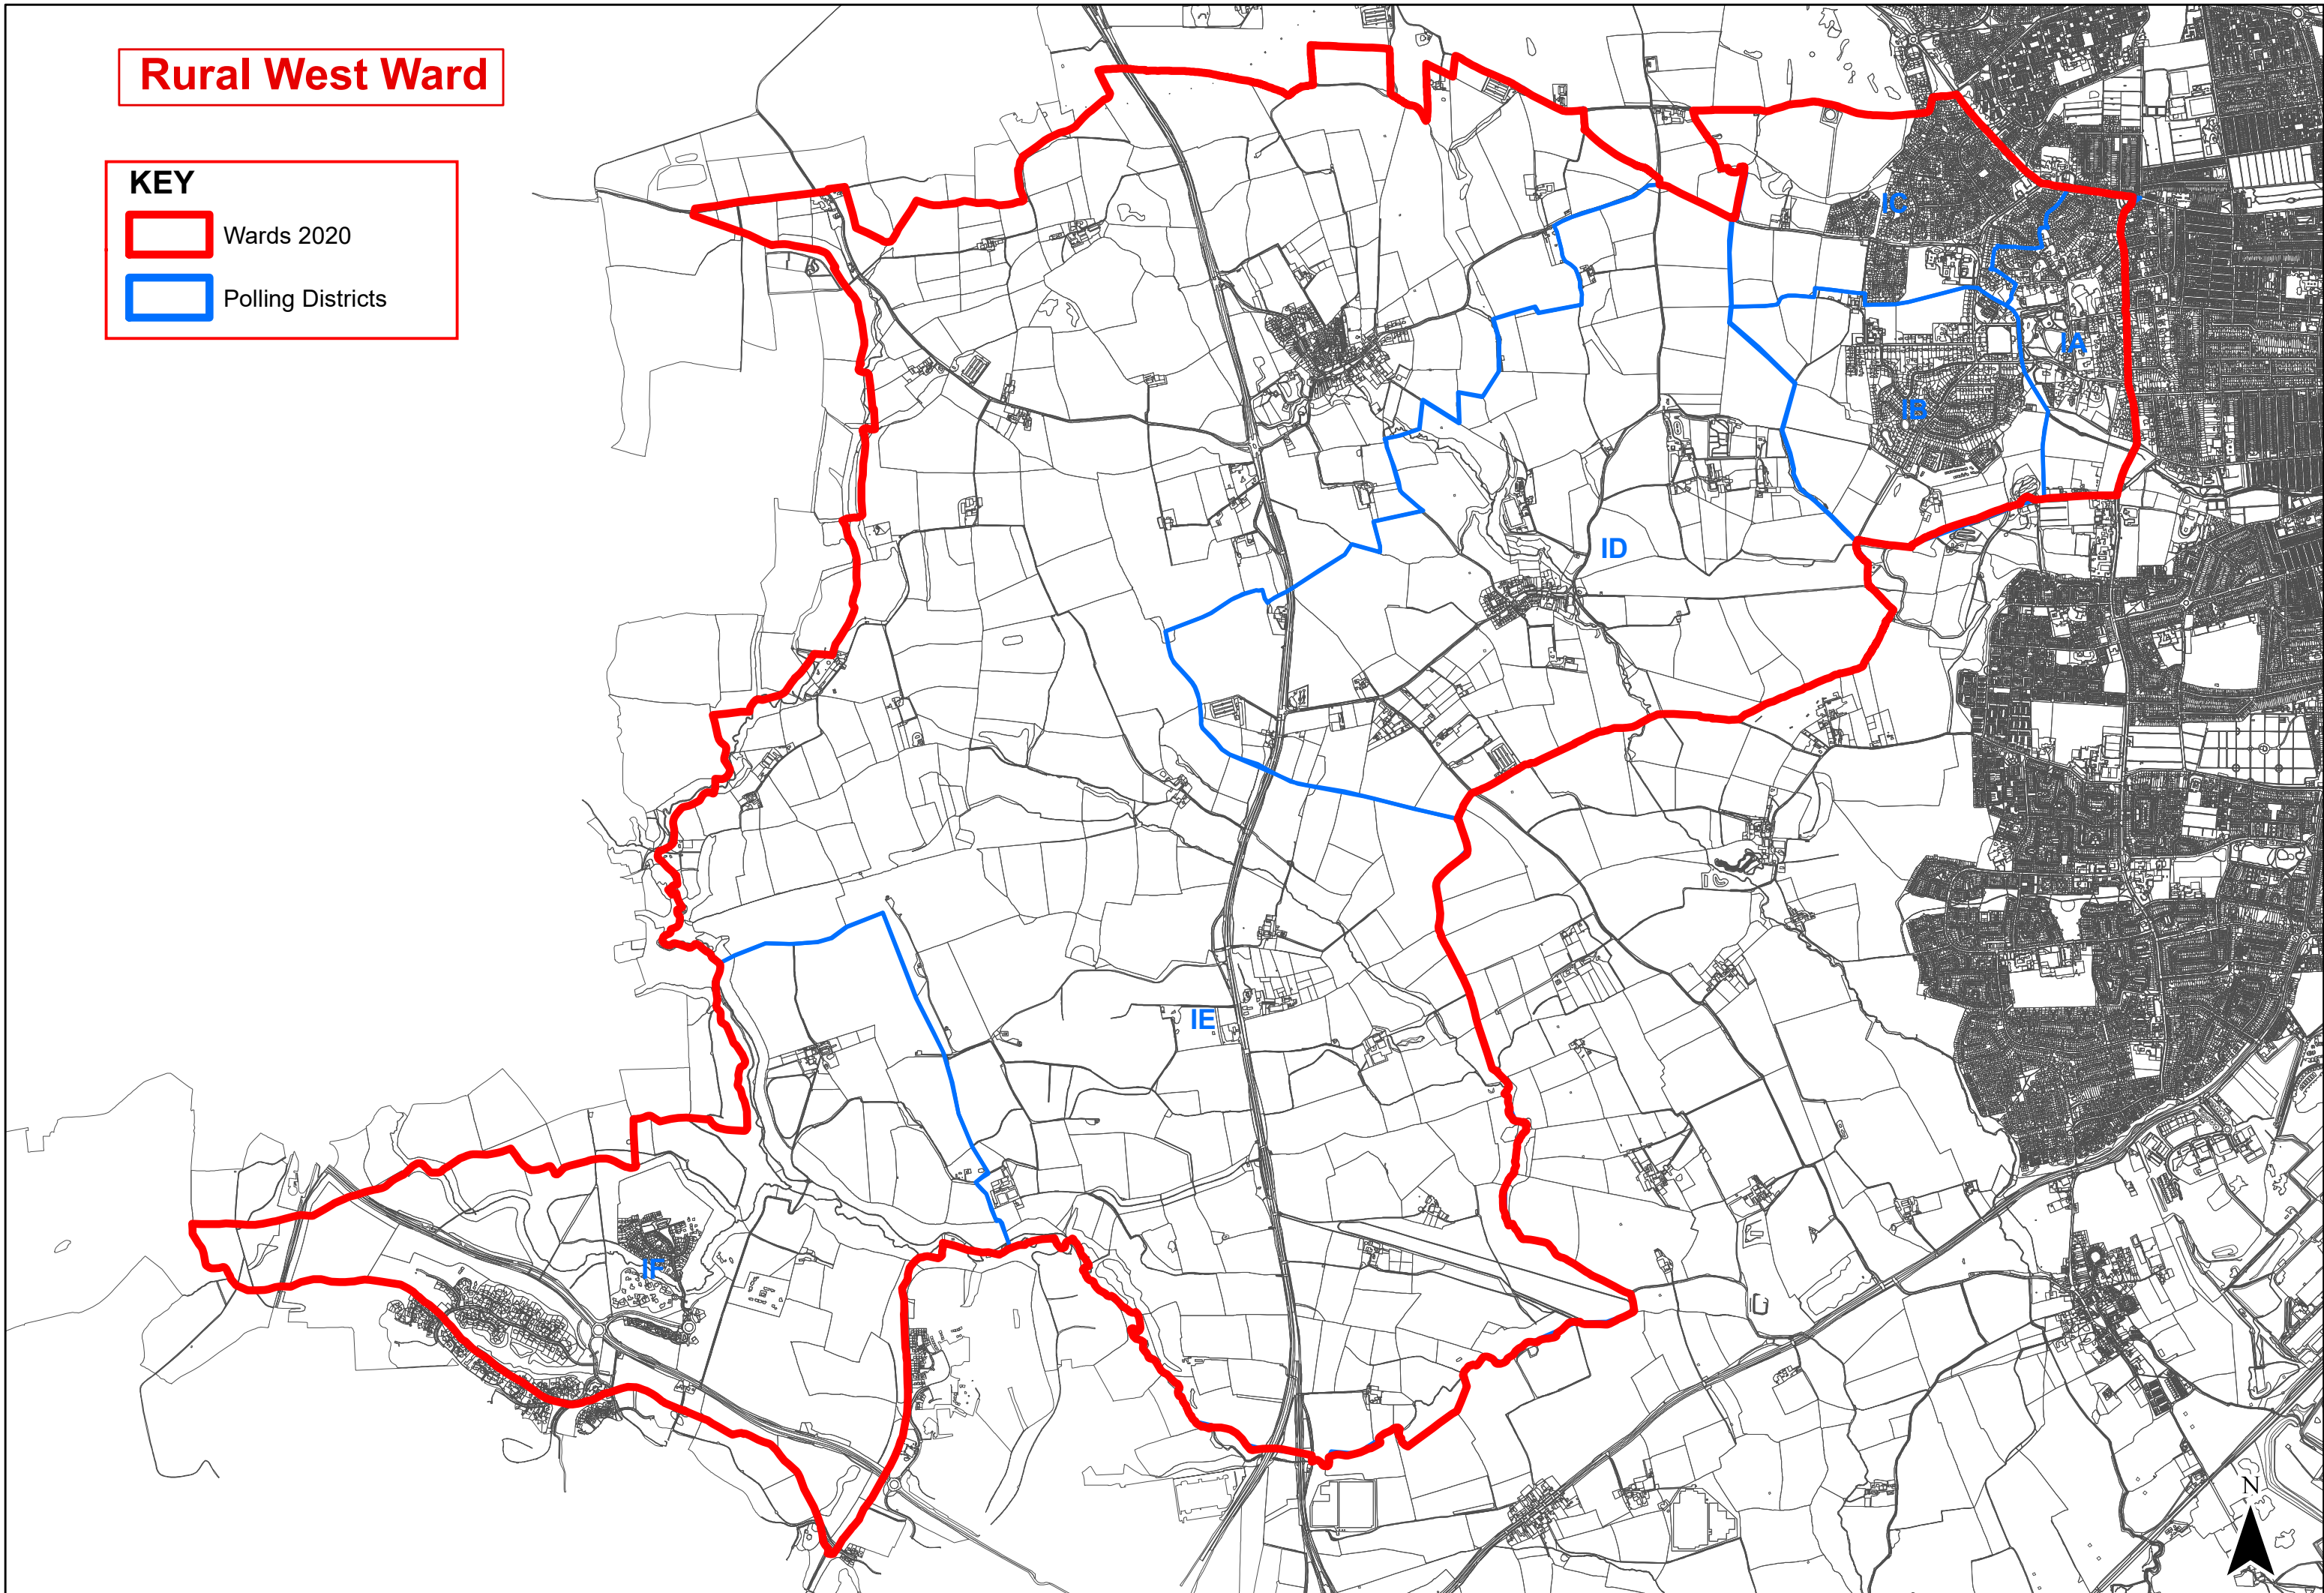 Rural West Ward
KEY
Wards 2020
Polling Districts
IC
IA
IB
ID
IE
IF
N